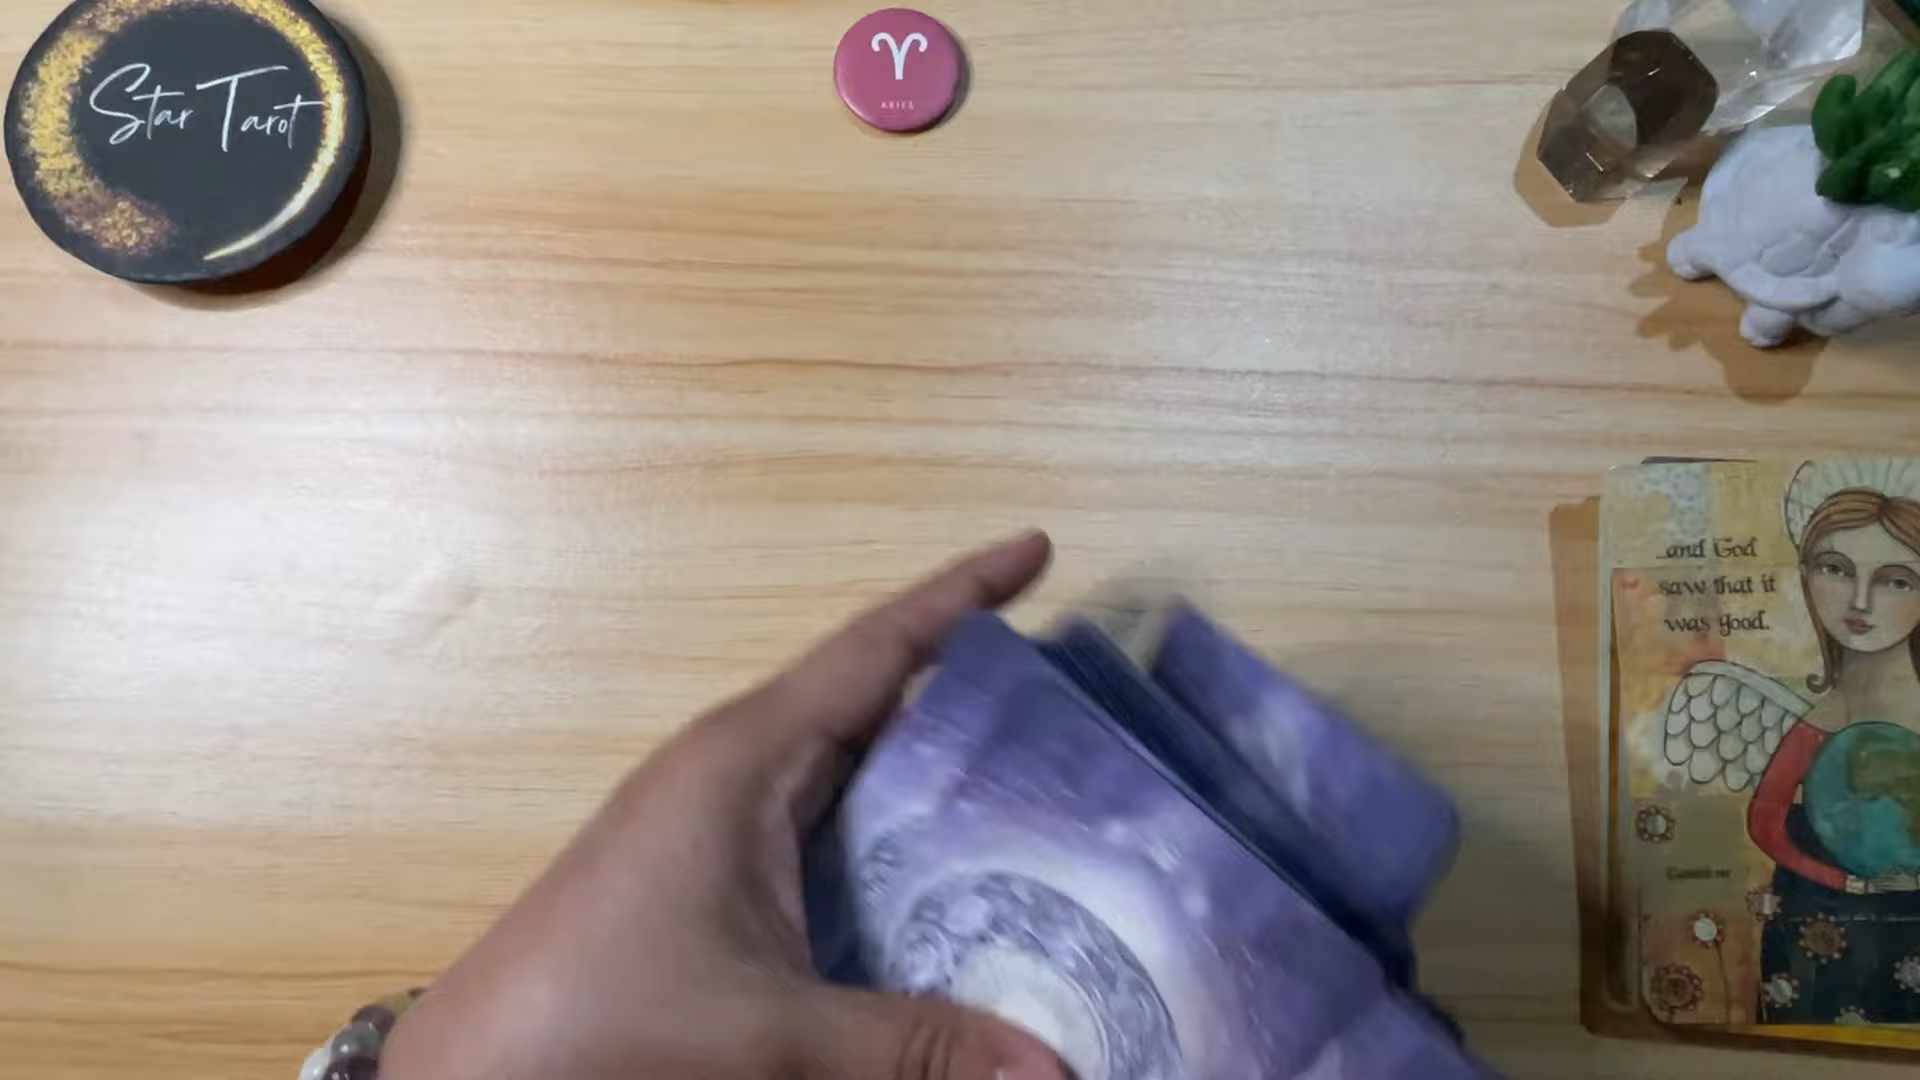 Star Tarot
ARIES
...and God
saw that it
was good.